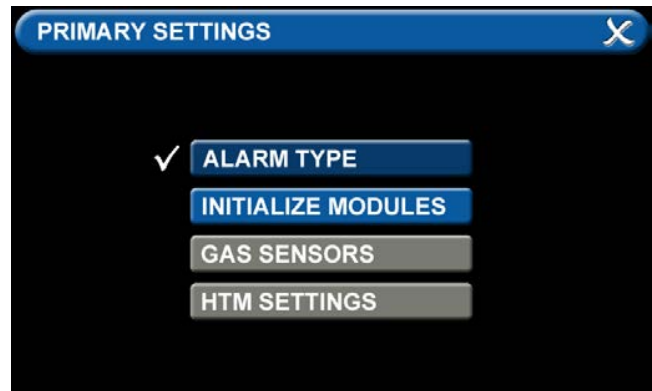 PRIMARY SETTINGS
ALARM TYPE
INITIALIZE MODULES
GAS SENSORS
HTM SETTINGS